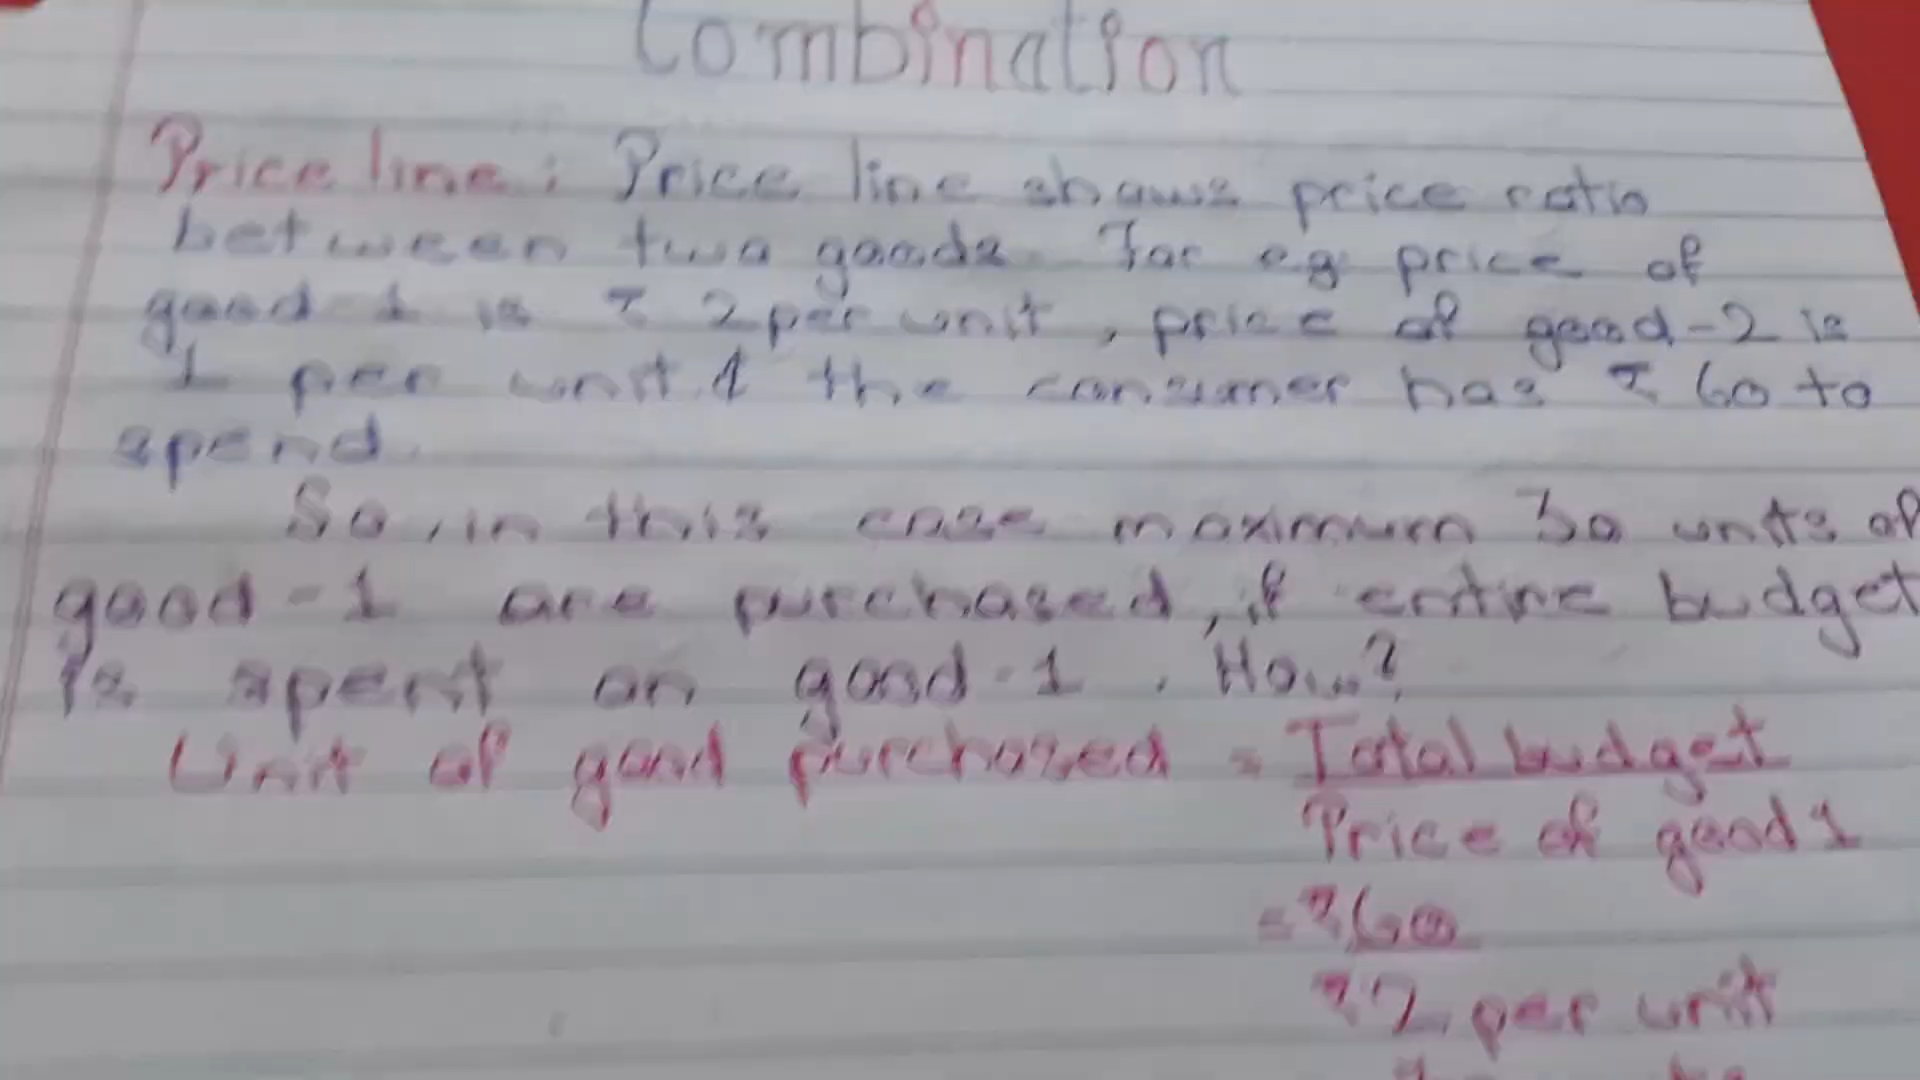 Combination
Price line : Price line shows price ratio
between two goods. For eg. price of
good-1 is ₹ 2 per unit, price of good-2 is
1 per unit & the consumer has ₹ 60 to
spend.
So, in this case maximum 30 units of
good-1 are purchased, if entire budget
is spent on good-1. How?
Unit of good purchased = Total budget
Price of good 1
= ₹60
₹2 per unit